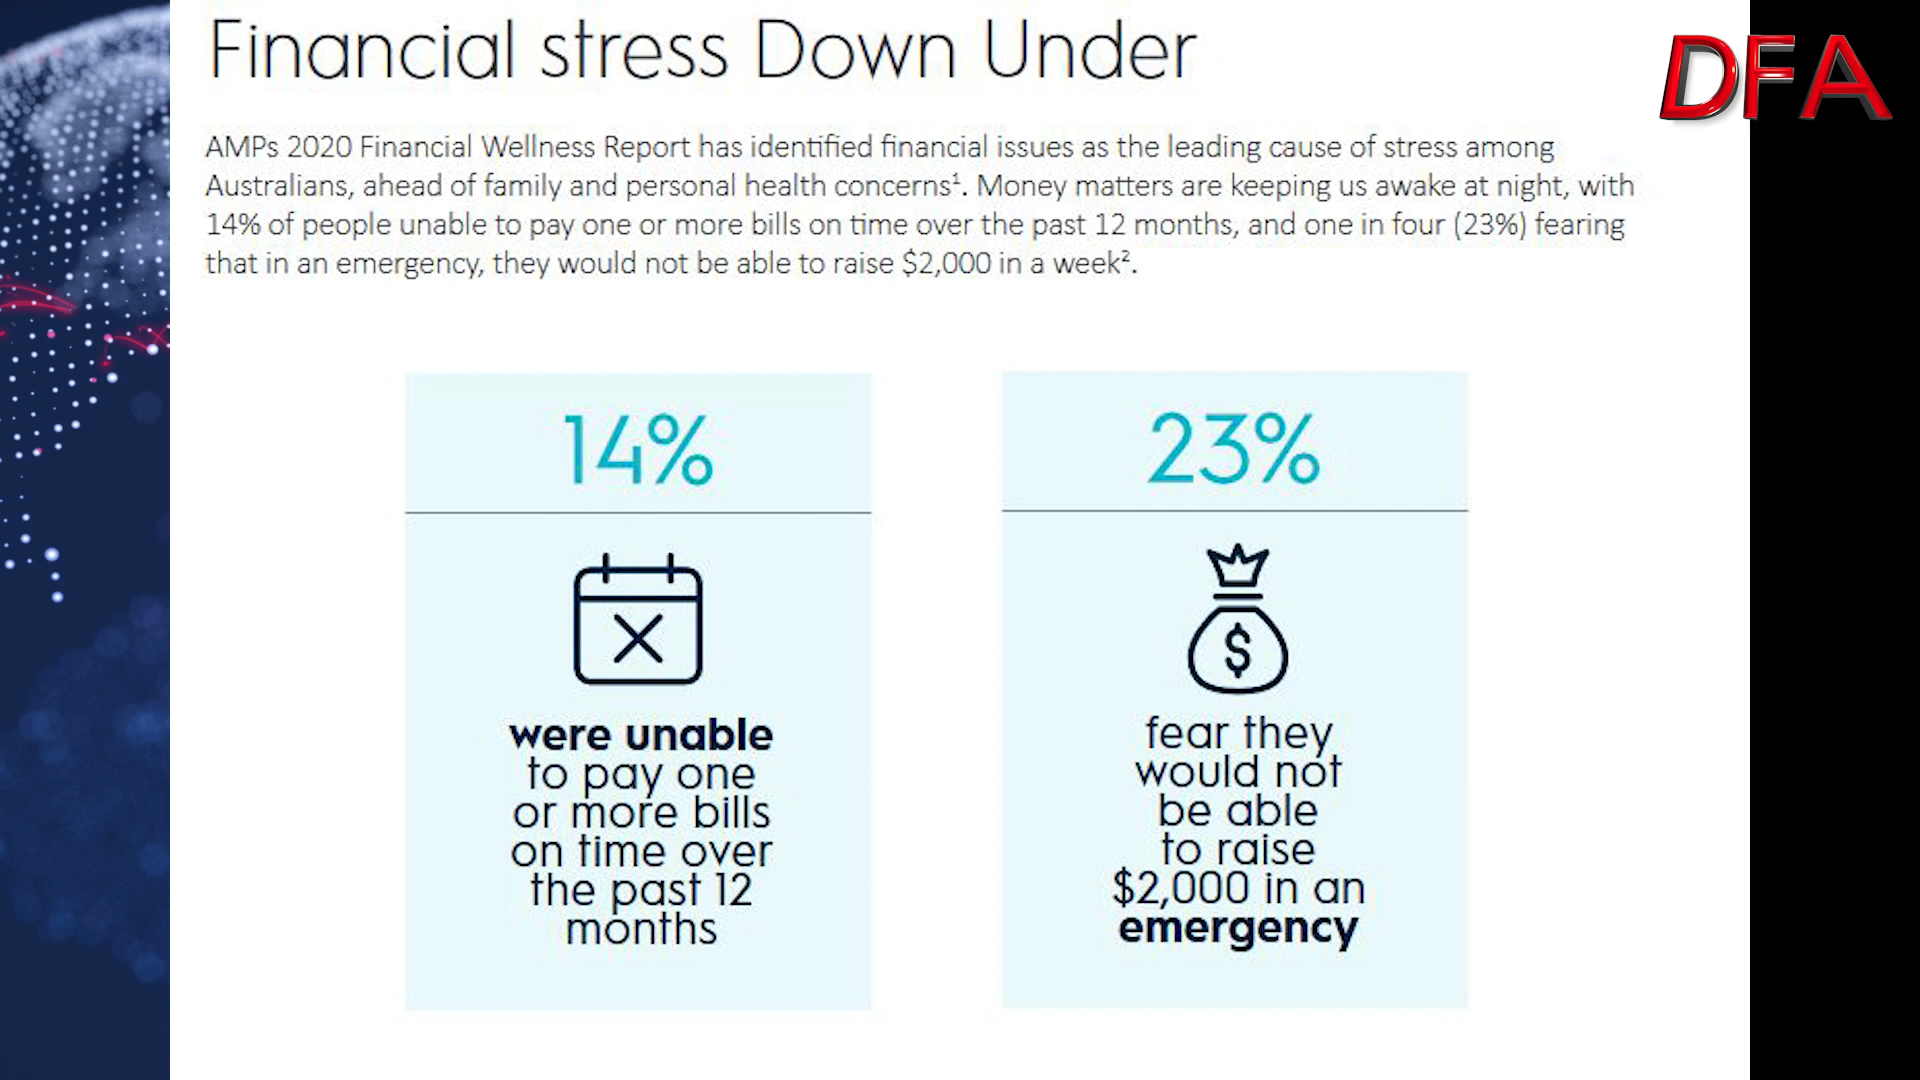 Financial stress Down Under
DFA
AMPs 2020 Financial Wellness Report has identified financial issues as the leading cause of stress among
Australians, ahead of family and personal health concerns¹. Money matters are keeping us awake at night, with
14% of people unable to pay one or more bills on time over the past 12 months, and one in four (23%) fearing
that in an emergency, they would not be able to raise $2,000 in a week².
14%
were unable
to pay one
or more bills
on time over
the past 12
months
23%
$
fear they
would not
be able
to raise
$2,000 in an
emergency